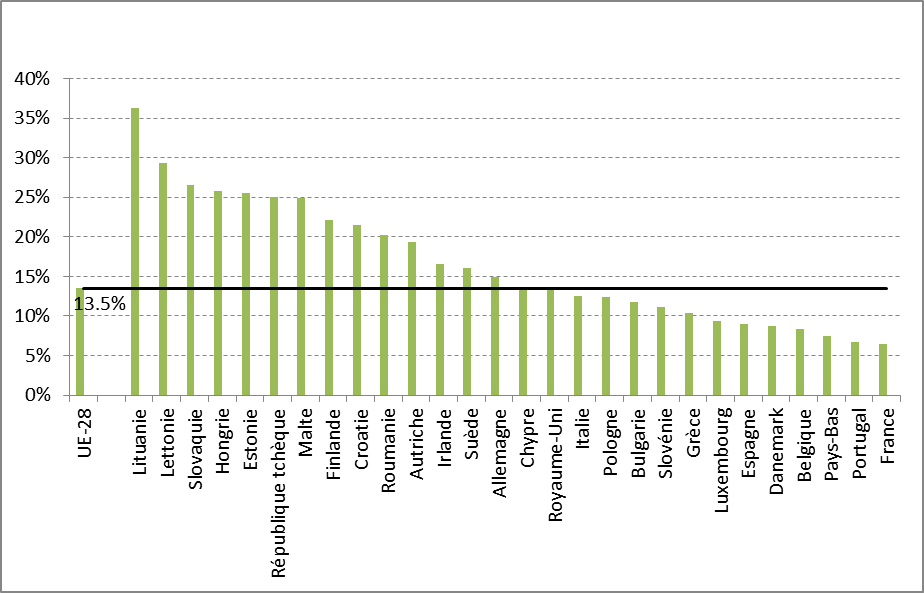 40%
35%
30%
25%
20%
15%
10%
5%
0%
13.5%
UE-28
Lituanie
Lettonie
Slovaquie
Hongrie
Estonie
République tchèque
Malte
Finlande
Croatie
Roumanie
Autriche
Irlande
Suède
Allemagne
Chypre
Royaume-Uni
Italie
Pologne
Bulgarie
Slovénie
Grèce
Luxembourg
Espagne
Danemark
Belgique
Pays-Bas
Portugal
France